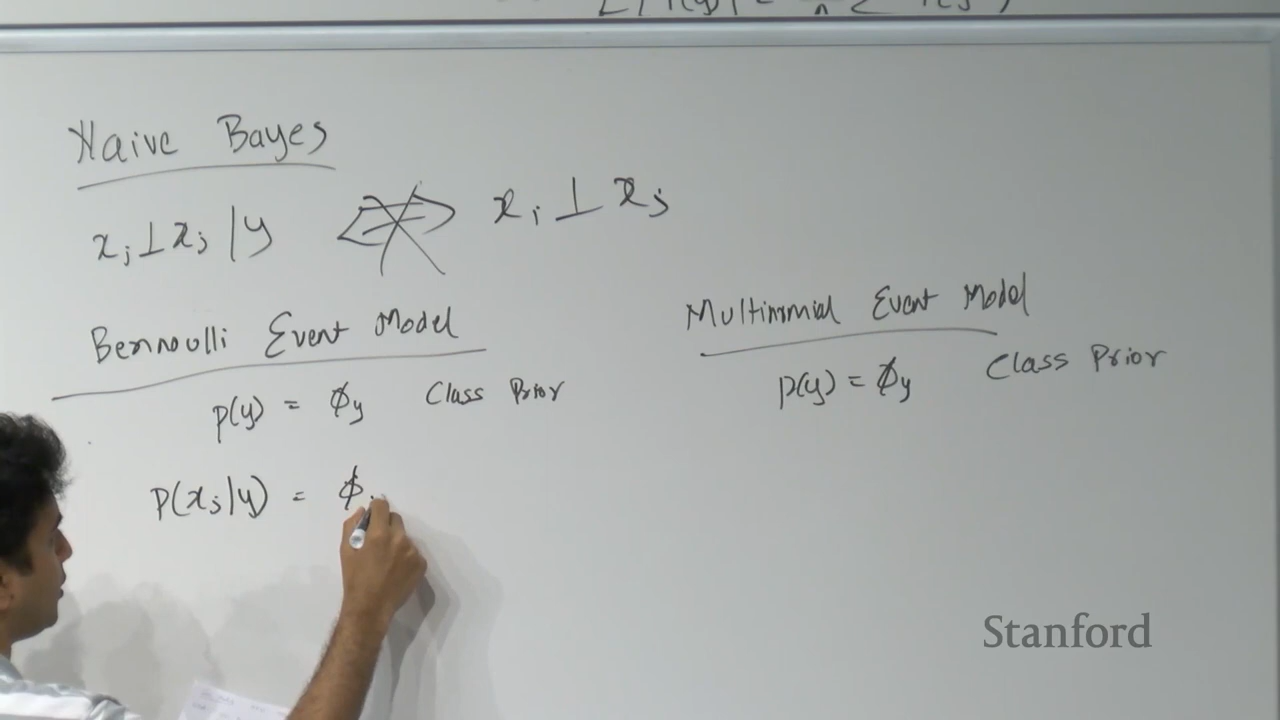 Naive Bayes
x_i ⊥ x_j | y ⇎ x_i ⊥ x_j
Bernoulli Event Model
p(y) = ϕ_y Class Prior
P(x_j|y) = ϕ
Multinomial Event Model
p(y) = ϕ_y Class Prior
Stanford